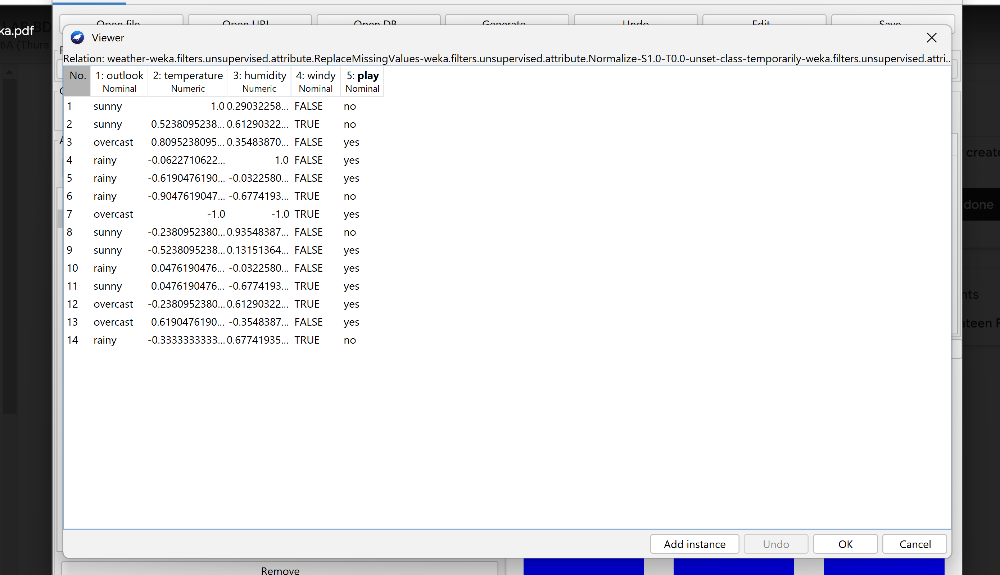 Open file Open URL Open DB Generate Undo Edit Save
LAB BD
ka.pdf
6A (Thurs
Viewer
Relation: weather-weka.filters.unsupervised.attribute.ReplaceMissingValues-weka.filters.unsupervised.attribute.Normalize-S1.0-T0.0-unset-class-temporarily-weka.filters.unsupervised.attri..
No. 1: outlook 2: temperature 3: humidity 4: windy 5: play
Nominal Numeric Numeric Nominal Nominal
1 sunny 1.0 0.29032258... FALSE no
2 sunny 0.5238095238... 0.61290322... TRUE no
3 overcast 0.8095238095... 0.35483870... FALSE yes
4 rainy -0.0622710622... 1.0 FALSE yes
5 rainy -0.6190476190... -0.0322580... FALSE yes
6 rainy -0.9047619047... -0.6774193... TRUE no
7 overcast -1.0 -1.0 TRUE yes
8 sunny -0.2380952380... 0.93548387... FALSE no
9 sunny -0.5238095238... 0.13151364... FALSE yes
10 rainy 0.0476190476... -0.0322580... FALSE yes
11 sunny 0.0476190476... -0.6774193... TRUE yes
12 overcast -0.2380952380... 0.61290322... TRUE yes
13 overcast 0.6190476190... -0.3548387... FALSE yes
14 rainy -0.3333333333... 0.67741935... TRUE no
create
done
nts
ateen F
Add instance Undo OK Cancel
Remove